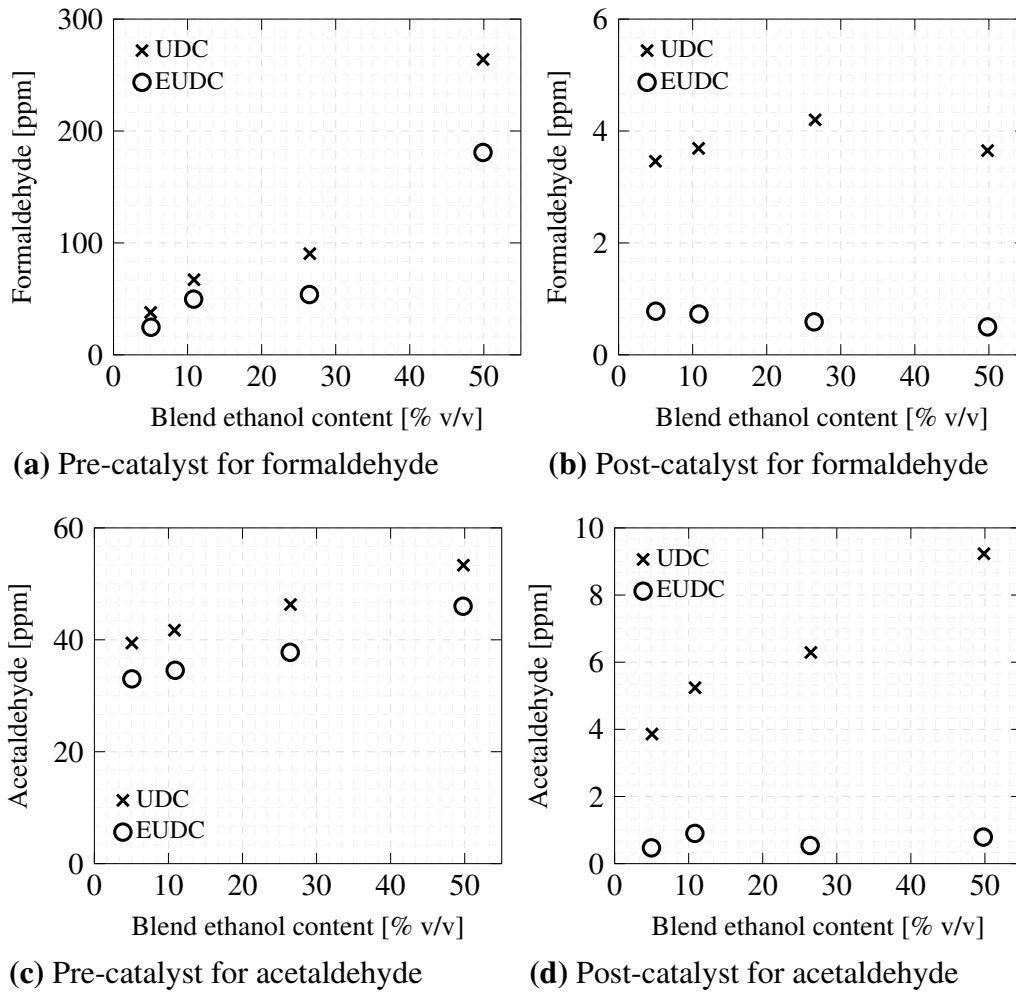 300
200
100
0
Formaldehyde [ppm]
UDC
EUDC
0 10 20 30 40 50
Blend ethanol content [% v/v]
(a) Pre-catalyst for formaldehyde
6
4
2
0
Formaldehyde [ppm]
UDC
EUDC
0 10 20 30 40 50
Blend ethanol content [% v/v]
(b) Post-catalyst for formaldehyde
60
40
20
0
Acetaldehyde [ppm]
UDC
EUDC
0 10 20 30 40 50
Blend ethanol content [% v/v]
(c) Pre-catalyst for acetaldehyde
10
8
6
4
2
0
Acetaldehyde [ppm]
UDC
EUDC
0 10 20 30 40 50
Blend ethanol content [% v/v]
(d) Post-catalyst for acetaldehyde